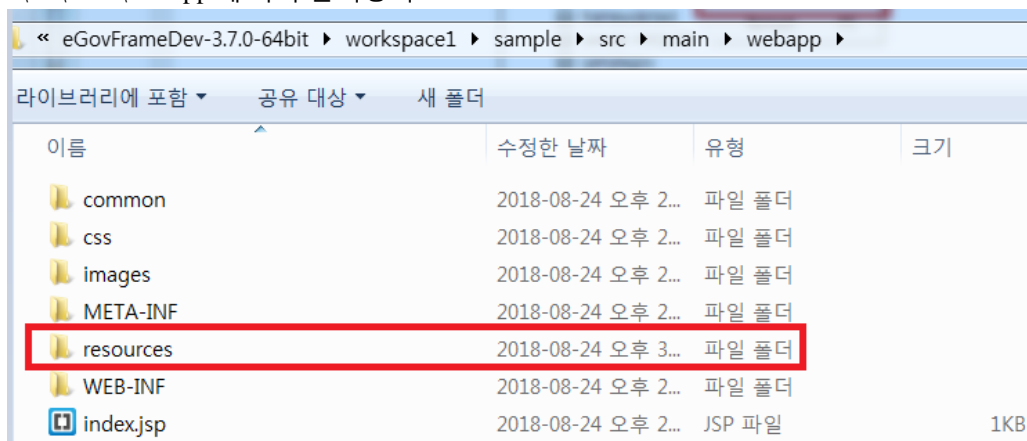 « eGovFrameDev-3.7.0-64bit ▸ workspace1 ▸ sample ▸ src ▸ main ▸ webapp ▸
라이브러리에 포함 ▾ 공유 대상 ▾ 새 폴더
이름 수정한 날짜 유형 크기
common 2018-08-24 오후 2... 파일 폴더
css 2018-08-24 오후 2... 파일 폴더
images 2018-08-24 오후 2... 파일 폴더
META-INF 2018-08-24 오후 2... 파일 폴더
resources 2018-08-24 오후 3... 파일 폴더
WEB-INF 2018-08-24 오후 2... 파일 폴더
index.jsp 2018-08-24 오후 2... JSP 파일 1KB